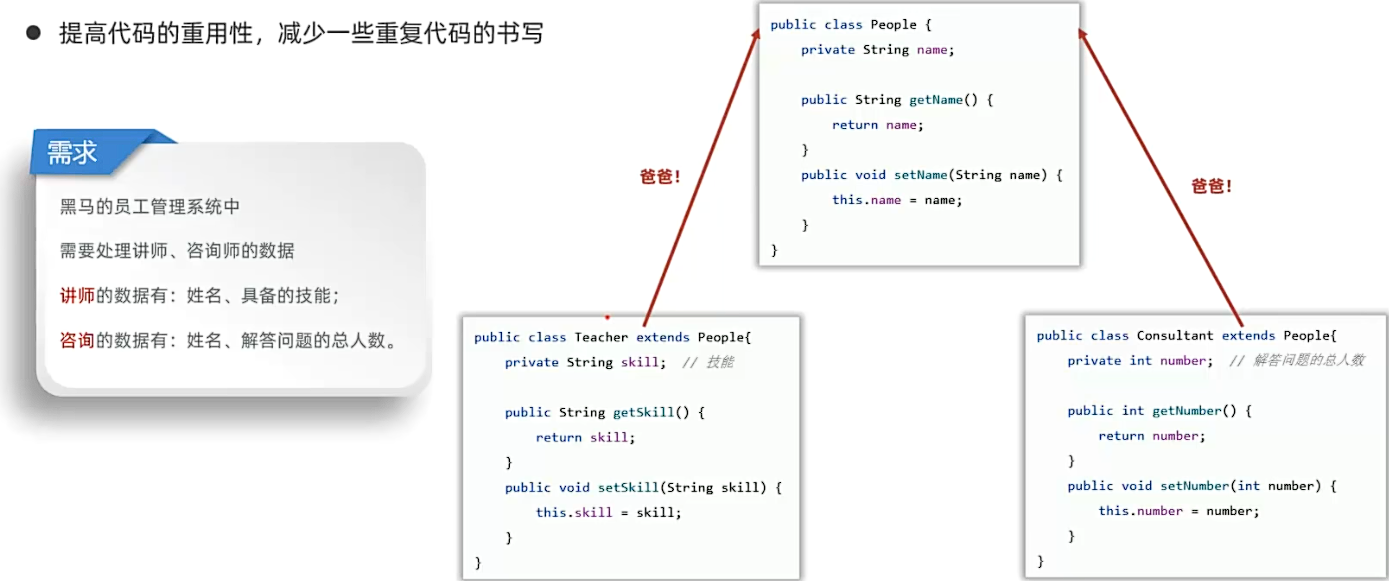 ● 提高代码的重用性，减少一些重复代码的书写
需求
黑马的员工管理系统中
需要处理讲师、咨询师的数据
讲师的数据有：姓名、具备的技能；
咨询的数据有：姓名、解答问题的总人数。
public class People {
    private String name;

    public String getName() {
        return name;
    }
    public void setName(String name) {
        this.name = name;
    }
}
爸爸！
爸爸！
public class Teacher extends People{
    private String skill;  // 技能

    public String getSkill() {
        return skill;
    }
    public void setSkill(String skill) {
        this.skill = skill;
    }
}
public class Consultant extends People{
    private int number;  // 解答问题的总人数

    public int getNumber() {
        return number;
    }
    public void setNumber(int number) {
        this.number = number;
    }
}